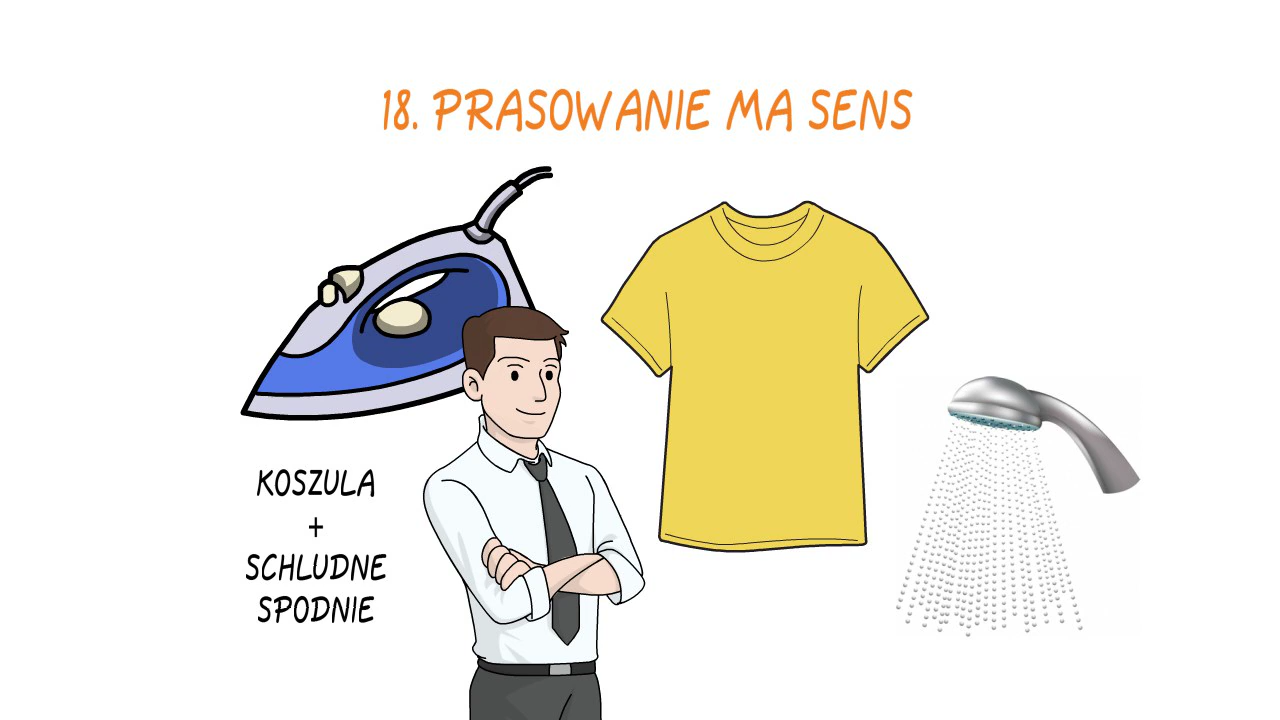 18. PRASOWANIE MA SENS
KOSZULA
+
SCHLUDNE
SPODNIE